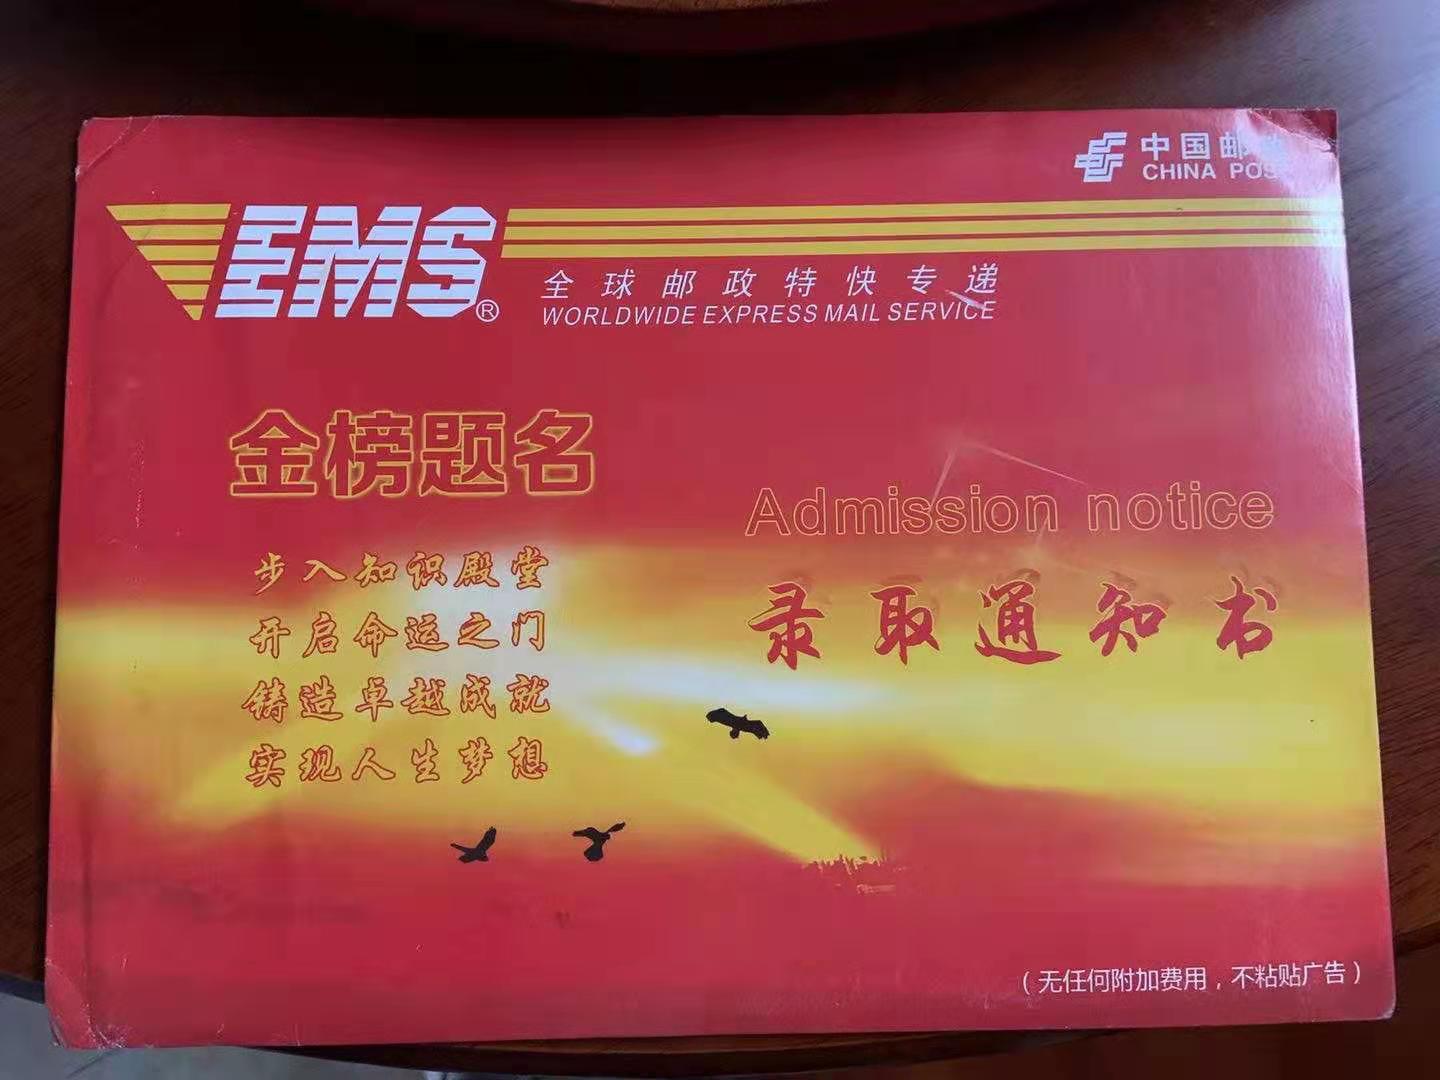 中国邮政
CHINA POST
EMS®
全球邮政特快专递
WORLDWIDE EXPRESS MAIL SERVICE
金榜题名
步入知识殿堂
开启命运之门
铸造卓越成就
实现人生梦想
Admission notice
录取通知书
（无任何附加费用，不粘贴广告）